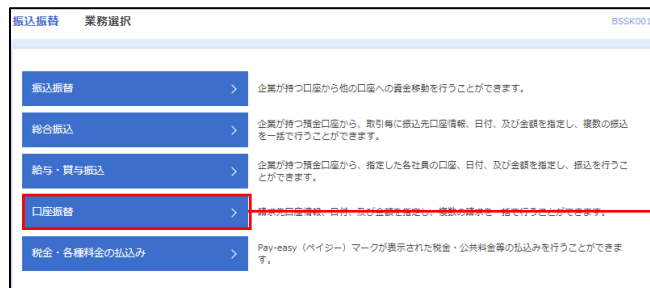 振込振替 業務選択 BSSK001
振込振替
企業が持つ口座から他の口座への資金移動を行うことができます。
総合振込
企業が持つ預金口座から、取引毎に振込先口座情報、日付、及び金額を指定し、複数の振込
を一括で行うことができます。
給与・賞与振込
企業が持つ預金口座から、指定した各社員の口座、日付、及び金額を指定し、振込を行うこ
とができます。
口座振替
請求先口座情報、日付、及び金額を指定し、複数の請求を一括で行うことができます。
税金・各種料金の払込み
Pay-easy（ペイジー）マークが表示された税金・公共料金等の払込みを行うことができま
す。